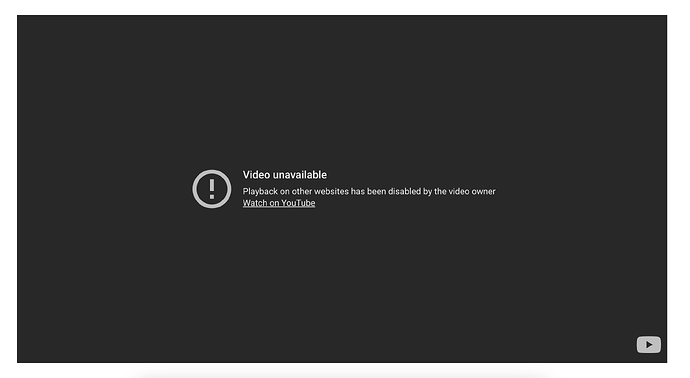 Video unavailable
Playback on other websites has been disabled by the video owner
Watch on YouTube